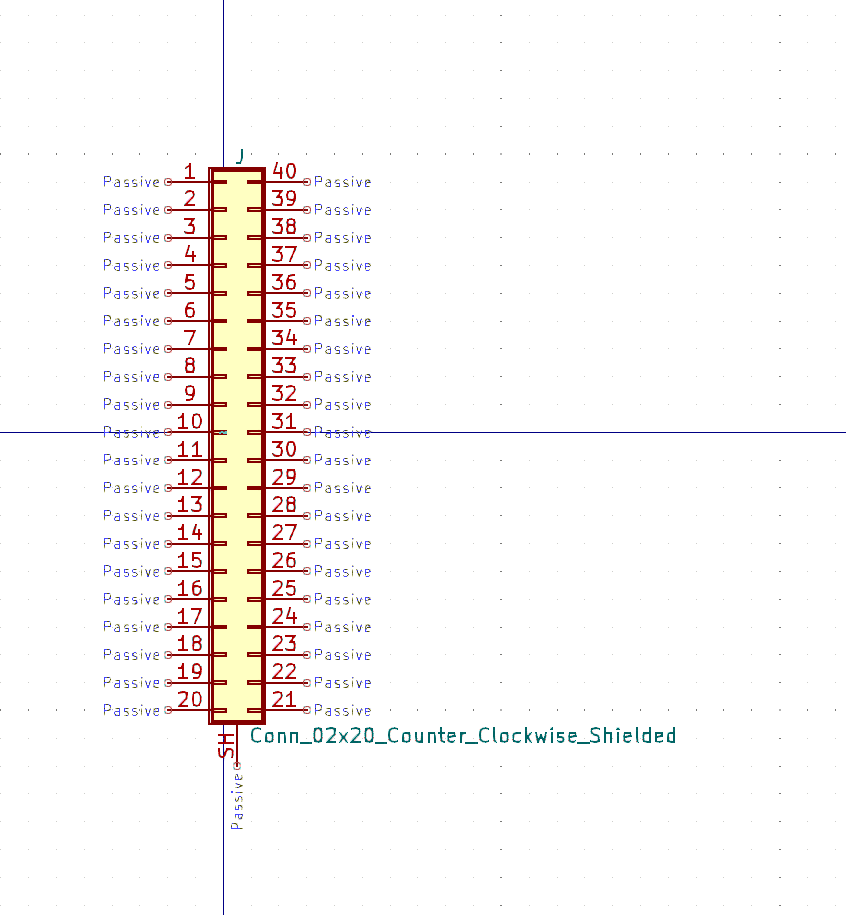 J
Passive 1 40 Passive
Passive 2 39 Passive
Passive 3 38 Passive
Passive 4 37 Passive
Passive 5 36 Passive
Passive 6 35 Passive
Passive 7 34 Passive
Passive 8 33 Passive
Passive 9 32 Passive
Passive 10 31 Passive
Passive 11 30 Passive
Passive 12 29 Passive
Passive 13 28 Passive
Passive 14 27 Passive
Passive 15 26 Passive
Passive 16 25 Passive
Passive 17 24 Passive
Passive 18 23 Passive
Passive 19 22 Passive
Passive 20 21 Passive
SH
Conn_02x20_Counter_Clockwise_Shielded
Passive